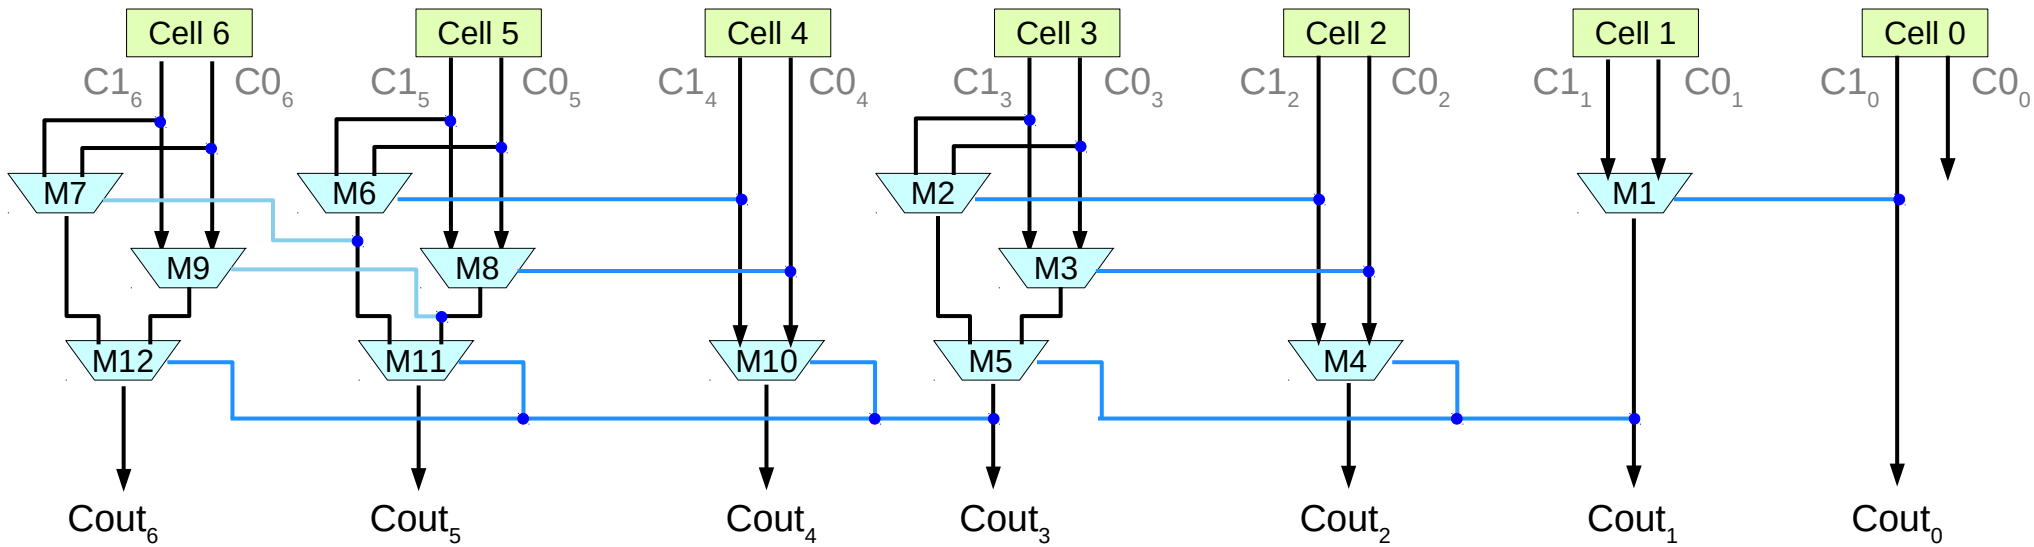 Cell 6 Cell 5 Cell 4 Cell 3 Cell 2 Cell 1 Cell 0
C1₆ C0₆ C1₅ C0₅ C1₄ C0₄ C1₃ C0₃ C1₂ C0₂ C1₁ C0₁ C1₀ C0₀
M7 M6 M2 M1
M9 M8 M3
M12 M11 M10 M5 M4
Cout₆ Cout₅ Cout₄ Cout₃ Cout₂ Cout₁ Cout₀